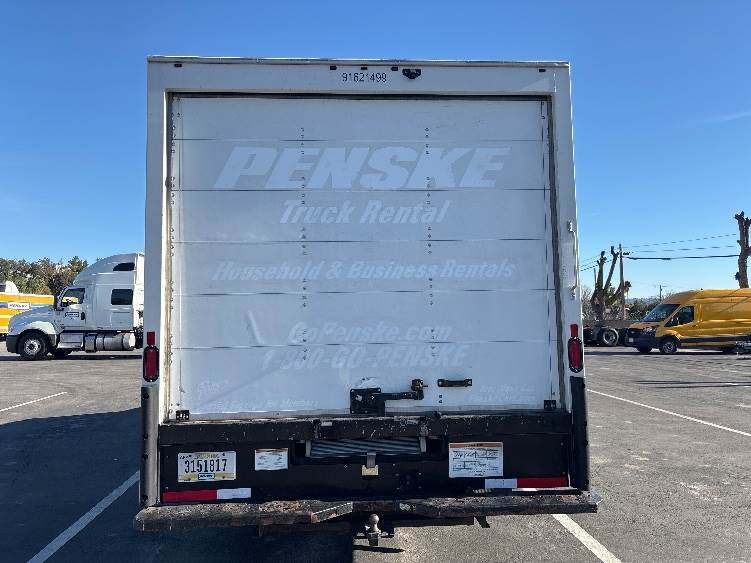 91621499
PENSKE
Truck Rental
Household & Business Rentals
Gopenske.com
1-800-GO-PENSKE
3151817